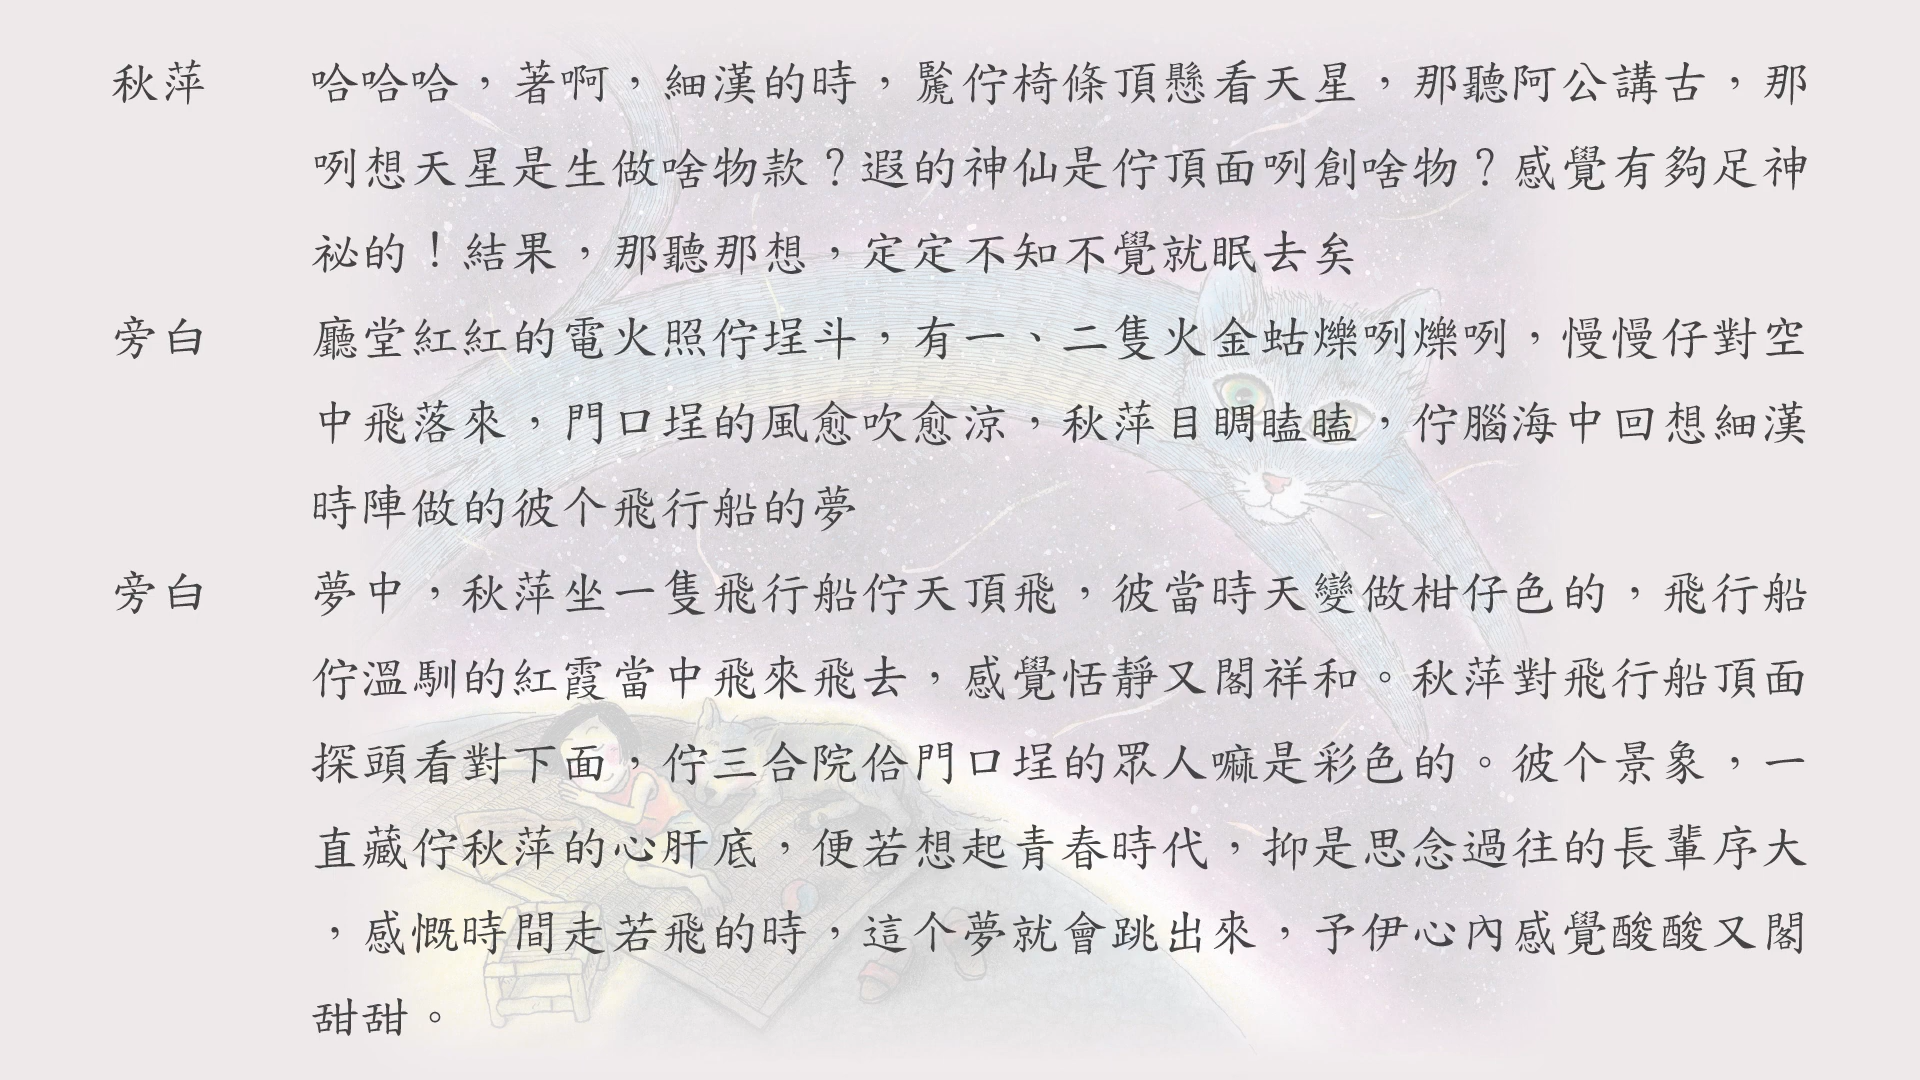 秋萍 哈哈哈，著啊，細漢的時，䖙佇椅條頂懸看天星，那聽阿公講古，那
咧想天星是生做啥物款？遐的神仙是佇頂面咧創啥物？感覺有夠足神
祕的！結果，那聽那想，定定不知不覺就眠去矣
旁白 廳堂紅紅的電火照佇埕斗，有一、二隻火金蛄爍咧爍咧，慢慢仔對空
中飛落來，門口埕的風愈吹愈涼，秋萍目睭瞌瞌，佇腦海中回想細漢
時陣做的彼个飛行船的夢
旁白 夢中，秋萍坐一隻飛行船佇天頂飛，彼當時天變做柑仔色的，飛行船
佇溫馴的紅霞當中飛來飛去，感覺恬靜又閣祥和。秋萍對飛行船頂面
探頭看對下面，佇三合院佮門口埕的眾人嘛是彩色的。彼个景象，一
直藏佇秋萍的心肝底，便若想起青春時代，抑是思念過往的長輩序大
，感慨時間走若飛的時，這个夢就會跳出來，予伊心內感覺酸酸又閣
甜甜。